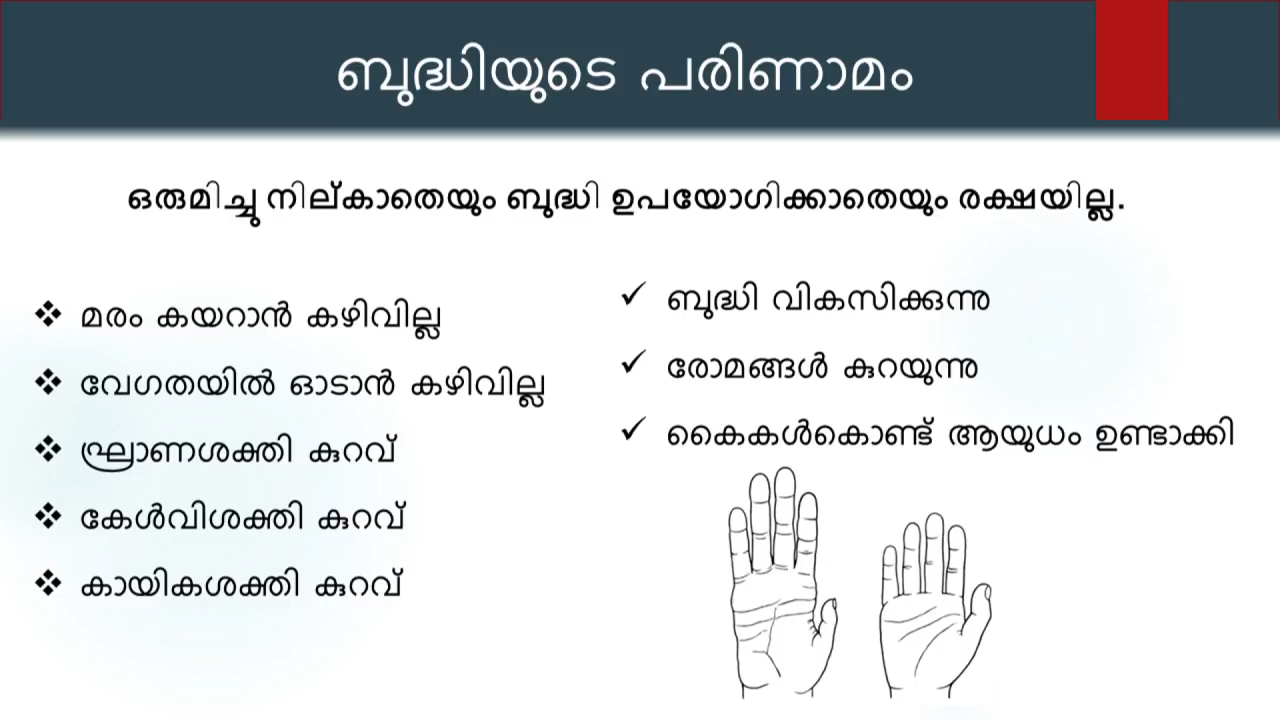 ബുദ്ധിയുടെ പരിണാമം
ഒരുമിച്ചു നില്കാതെയും ബുദ്ധി ഉപയോഗിക്കാതെയും രക്ഷയില്ല.
❖ മരം കയറാൻ കഴിവില്ല
❖ വേഗതയിൽ ഓടാൻ കഴിവില്ല
❖ ഘ്രാണശക്തി കുറവ്
❖ കേൾവിശക്തി കുറവ്
❖ കായികശക്തി കുറവ്
✓ ബുദ്ധി വികസിക്കുന്നു
✓ രോമങ്ങൾ കുറയുന്നു
✓ കൈകൾകൊണ്ട് ആയുധം ഉണ്ടാക്കി